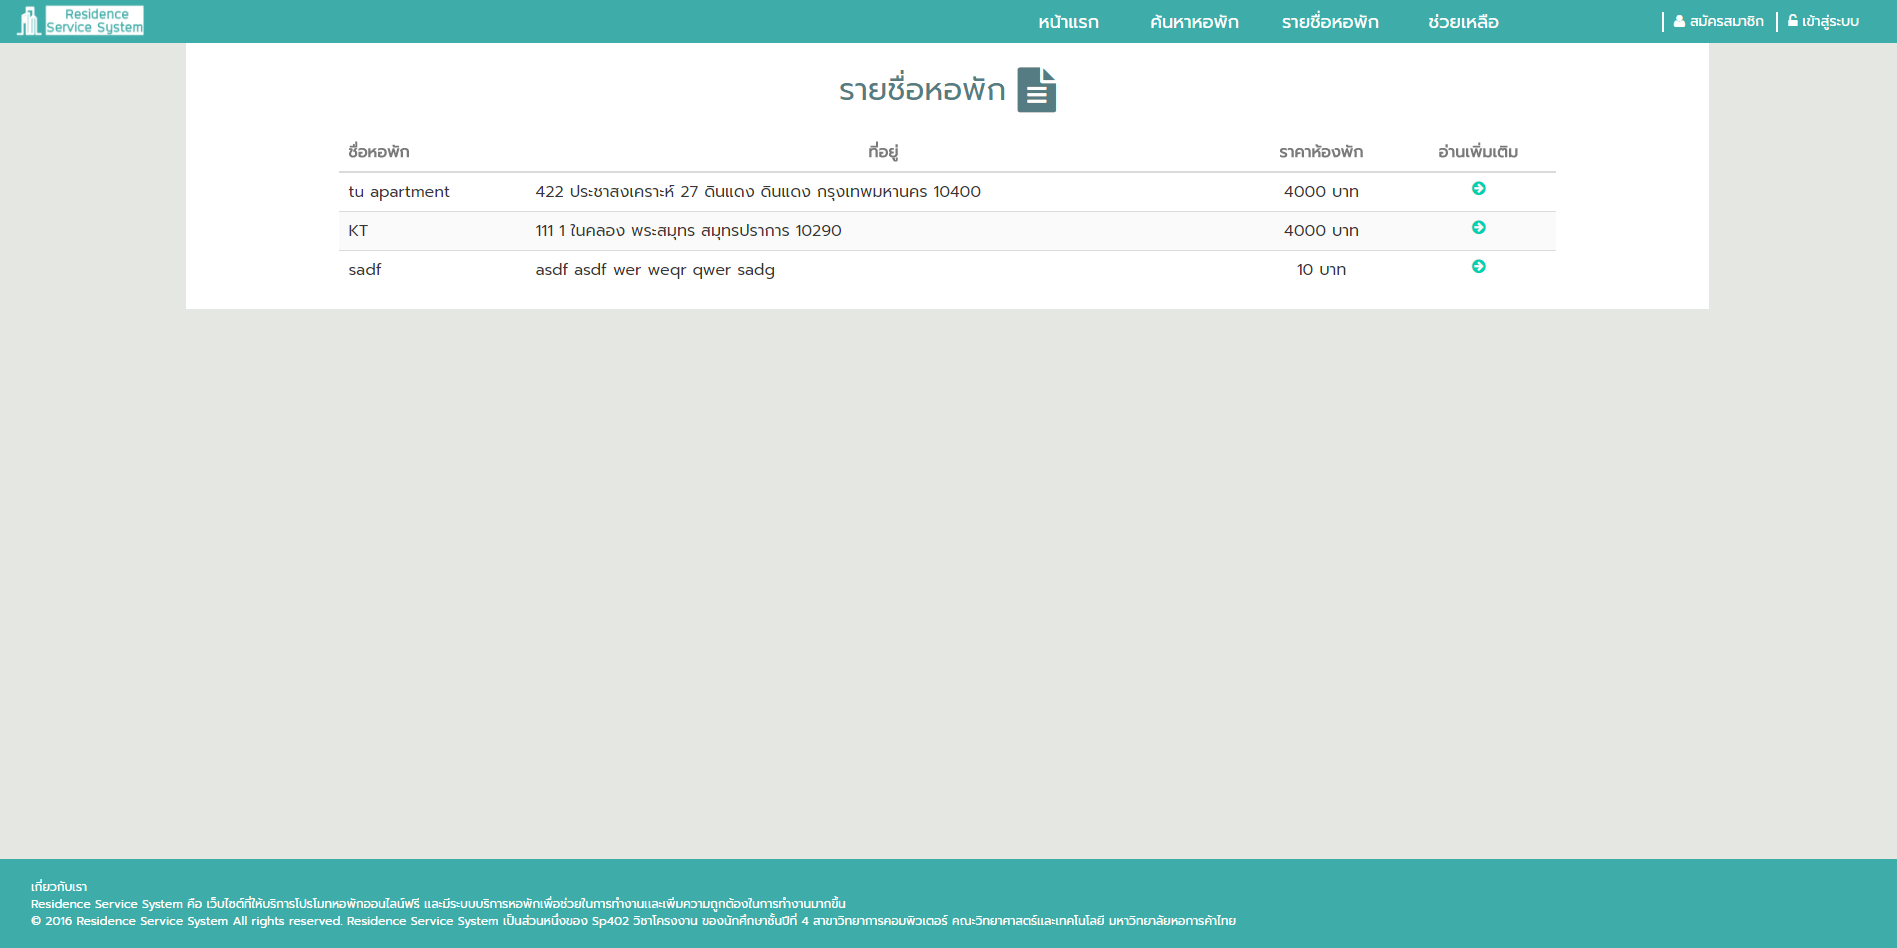 Residence
Service System
หน้าแรก ค้นหาหอพัก รายชื่อหอพัก ช่วยเหลือ สมัครสมาชิก เข้าสู่ระบบ
รายชื่อหอพัก
ชื่อหอพัก ที่อยู่ ราคาห้องพัก อ่านเพิ่มเติม
tu apartment 422 ประชาสงเคราะห์ 27 ดินแดง ดินแดง กรุงเทพมหานคร 10400 4000 บาท
KT 111 1 ในคลอง พระสมุทร สมุทรปราการ 10290 4000 บาท
sadf asdf asdf wer weqr qwer sadg 10 บาท
เกี่ยวกับเรา
Residence Service System คือ เว็บไซต์ที่ให้บริการโปรโมทหอพักออนไลน์ฟรี และมีระบบบริการหอพักเพื่อช่วยในการทำงานและเพิ่มความถูกต้องในการทำงานมากขึ้น
© 2016 Residence Service System All rights reserved. Residence Service System เป็นส่วนหนึ่งของ Sp402 วิชาโครงงาน ของนักศึกษาชั้นปีที่ 4 สาขาวิทยาการคอมพิวเตอร์ คณะวิทยาศาสตร์และเทคโนโลยี มหาวิทยาลัยหอการค้าไทย